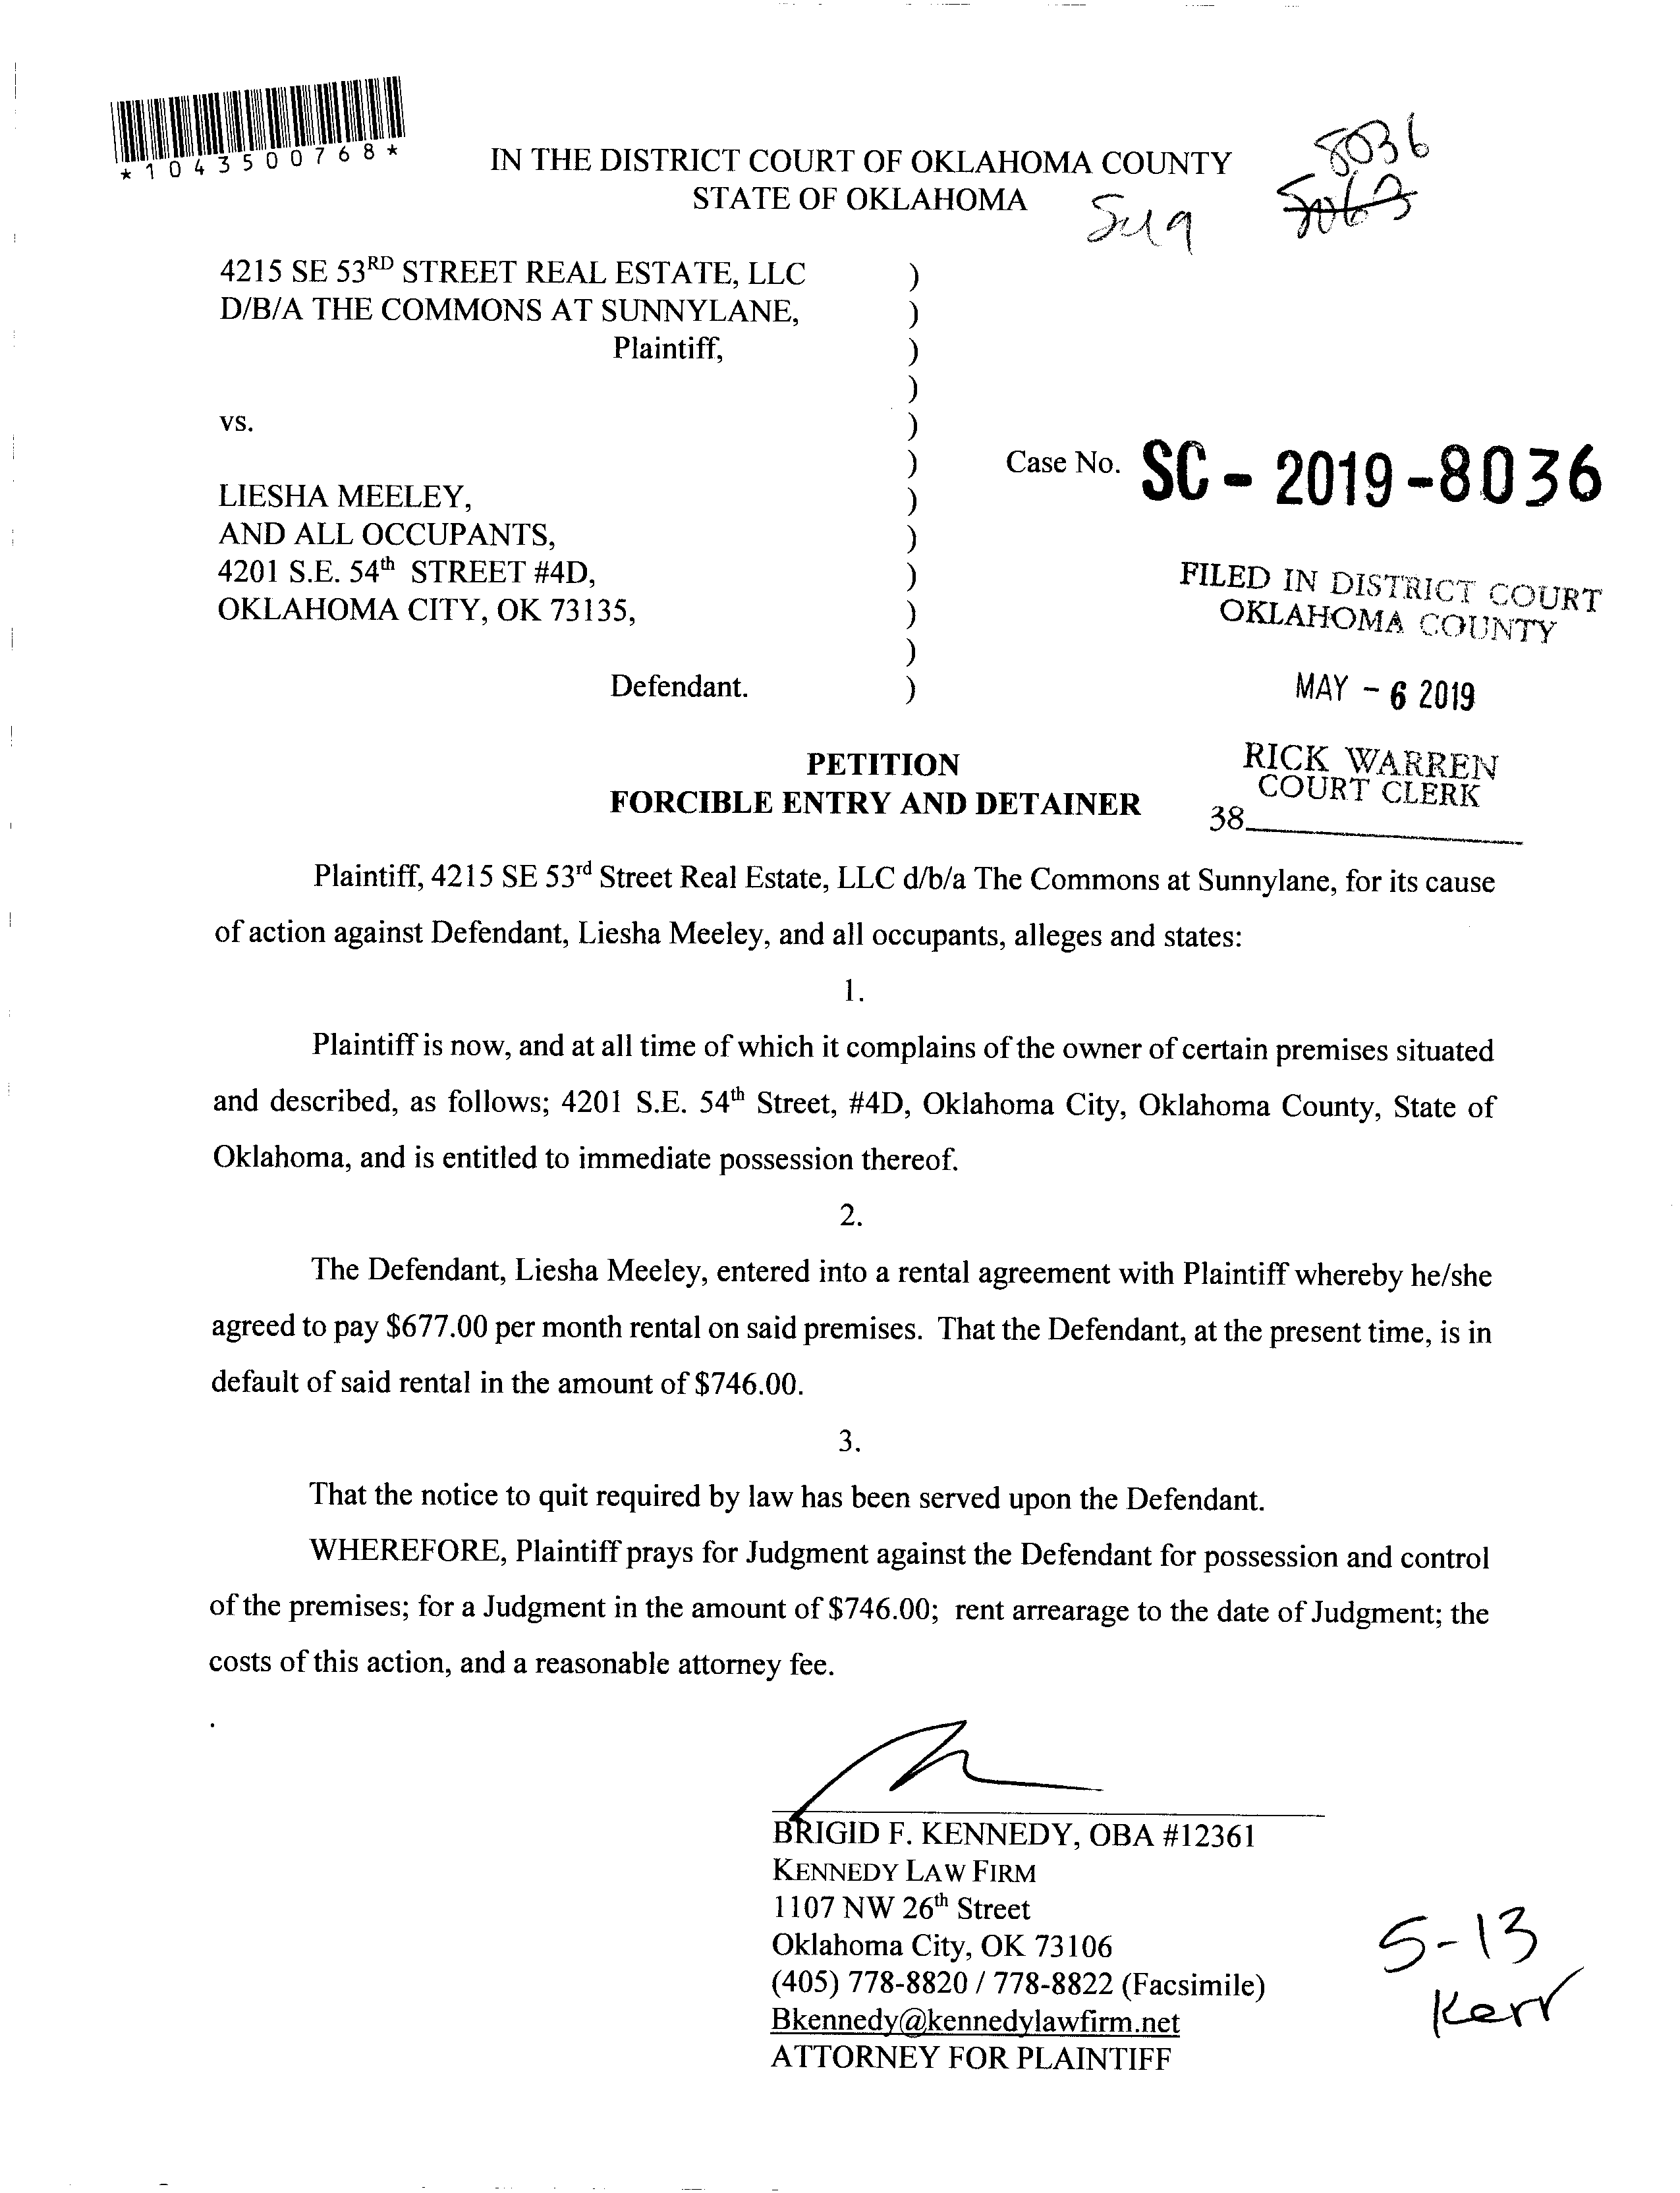 *1043500768*
IN THE DISTRICT COURT OF OKLAHOMA COUNTY
STATE OF OKLAHOMA
8036
4215 SE 53RD STREET REAL ESTATE, LLC )
D/B/A THE COMMONS AT SUNNYLANE, )
Plaintiff, )
)
vs. )
)
LIESHA MEELEY, )
AND ALL OCCUPANTS, )
4201 S.E. 54th STREET #4D, )
OKLAHOMA CITY, OK 73135, )
)
Defendant. )
Case No. SC - 2019 - 8036
FILED IN DISTRICT COURT
OKLAHOMA COUNTY
MAY - 6 2019
RICK WARREN
COURT CLERK
38
PETITION
FORCIBLE ENTRY AND DETAINER
Plaintiff, 4215 SE 53rd Street Real Estate, LLC d/b/a The Commons at Sunnylane, for its cause
of action against Defendant, Liesha Meeley, and all occupants, alleges and states:
1.
Plaintiff is now, and at all time of which it complains of the owner of certain premises situated
and described, as follows; 4201 S.E. 54th Street, #4D, Oklahoma City, Oklahoma County, State of
Oklahoma, and is entitled to immediate possession thereof.
2.
The Defendant, Liesha Meeley, entered into a rental agreement with Plaintiff whereby he/she
agreed to pay $677.00 per month rental on said premises. That the Defendant, at the present time, is in
default of said rental in the amount of $746.00.
3.
That the notice to quit required by law has been served upon the Defendant.
WHEREFORE, Plaintiff prays for Judgment against the Defendant for possession and control
of the premises; for a Judgment in the amount of $746.00; rent arrearage to the date of Judgment; the
costs of this action, and a reasonable attorney fee.
.
BRIGID F. KENNEDY, OBA #12361
KENNEDY LAW FIRM
1107 NW 26th Street
Oklahoma City, OK 73106
(405) 778-8820 / 778-8822 (Facsimile)
Bkennedy@kennedylawfirm.net
ATTORNEY FOR PLAINTIFF
5-13
Kerr